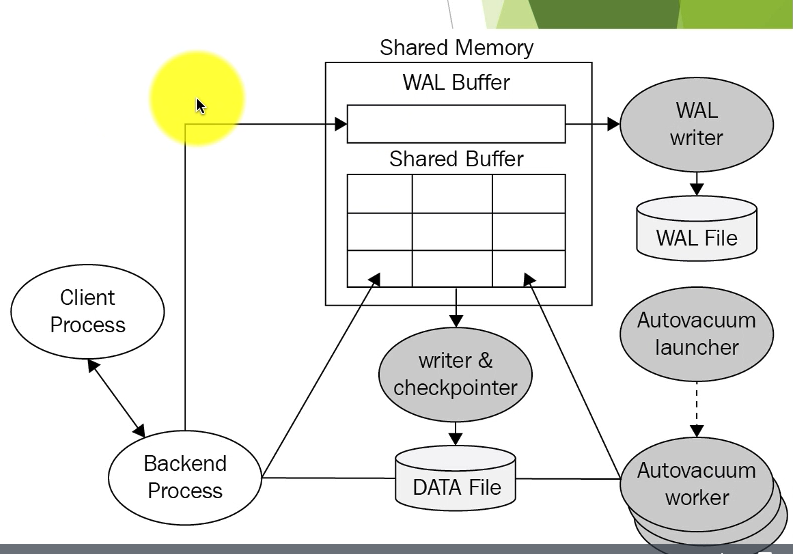 Shared Memory
WAL Buffer
WAL
writer
Shared Buffer
WAL File
Client
Process
Autovacuum
launcher
writer &
checkpointer
Backend
Process
DATA File
Autovacuum
worker